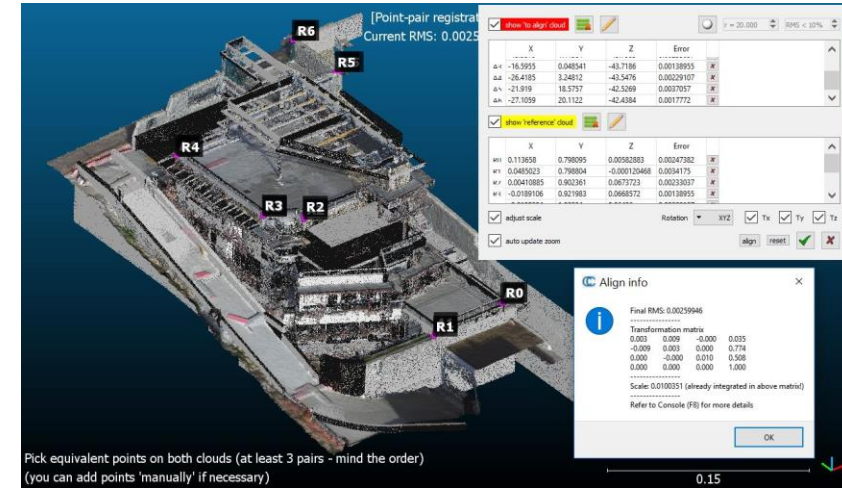 [Point-pair registrat
Current RMS: 0.0025
R6
R5
R4
R3
R2
R0
R1
show 'to align' cloud
r = 20.000
RMS < 10%
X Y Z Error
-16.5955 0.048541 -43.7186 0.00138955
-26.4185 3.24812 -43.5476 0.00229107
-21.919 18.5757 -42.5269 0.0037057
-27.1059 20.1122 -42.4384 0.0017772
show 'reference' cloud
X Y Z Error
0.113658 0.798095 0.00582883 0.00247382
0.0485023 0.798804 -0.000120468 0.0034175
0.00410885 0.902361 0.0673723 0.00233037
-0.0189106 0.921983 0.0668572 0.00138955
adjust scale Rotation XYZ Tx Ty Tz
auto update zoom align reset
Align info
Final RMS: 0.00259946
----------------
Transformation matrix
0.003 0.009 -0.000 0.035
-0.009 0.003 0.000 0.774
0.000 -0.000 0.010 0.508
0.000 0.000 0.000 1.000
----------------
Scale: 0.0100351 (already integrated in above matrix!)
----------------
Refer to Console (F8) for more details
OK
Pick equivalent points on both clouds (at least 3 pairs - mind the order)
(you can add points 'manually' if necessary)
0.15